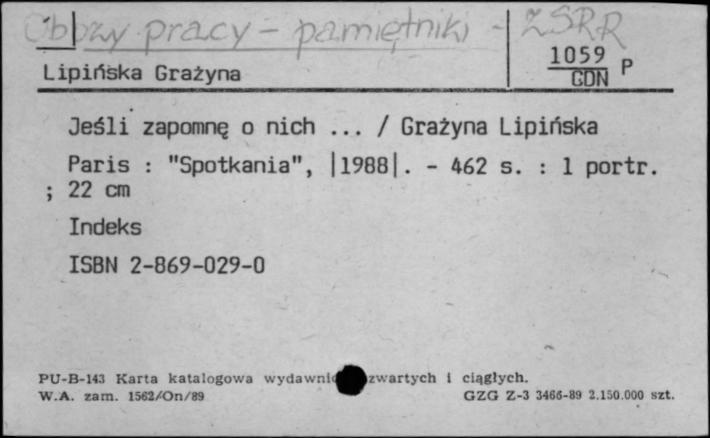 Obozy pracy - pamiętniki - ZSRR
1059 P
CDN
Lipińska Grażyna
Jeśli zapomnę o nich ... / Grażyna Lipińska
Paris : "Spotkania", |1988|. - 462 s. : 1 portr.
; 22 cm
Indeks
ISBN 2-869-029-0
PU-B-143 Karta katalogowa wydawnic zwartych i ciągłych.
W.A. zam. 1562/On/89 GZG Z-3 3466-89 2.150.000 szt.